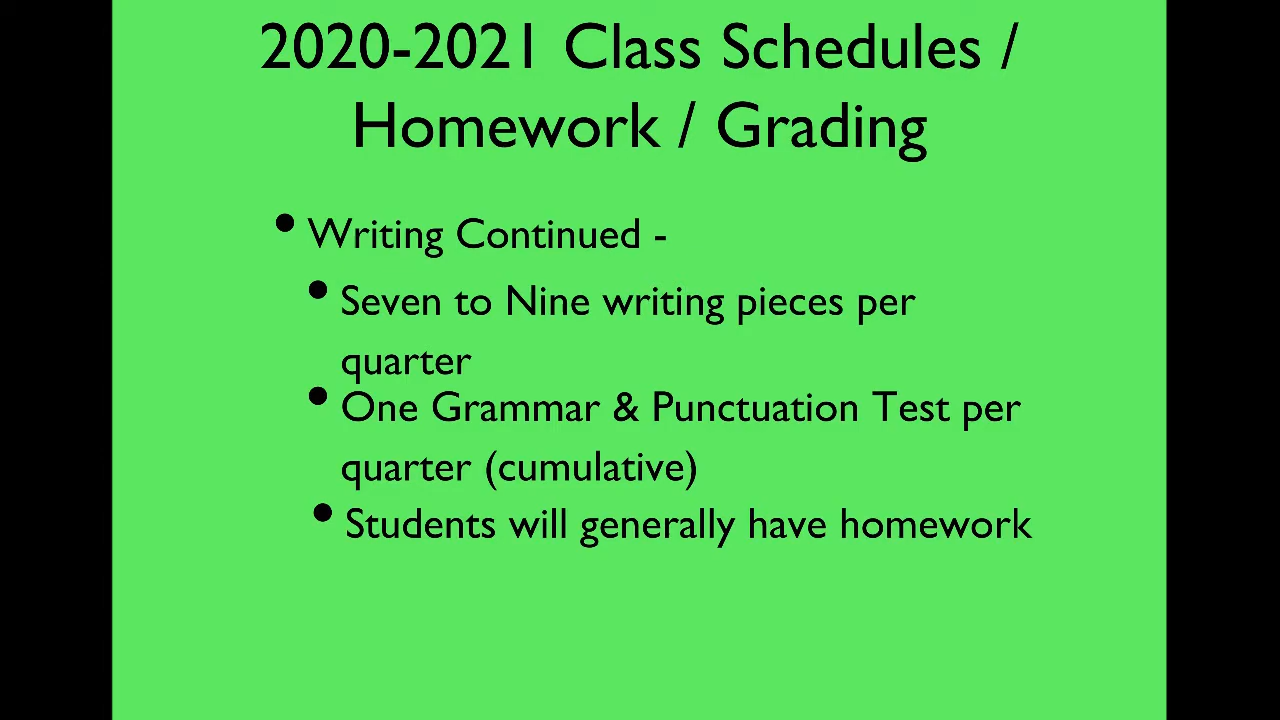 2020-2021 Class Schedules /
Homework / Grading
• Writing Continued -
• Seven to Nine writing pieces per
quarter
• One Grammar & Punctuation Test per
quarter (cumulative)
• Students will generally have homework